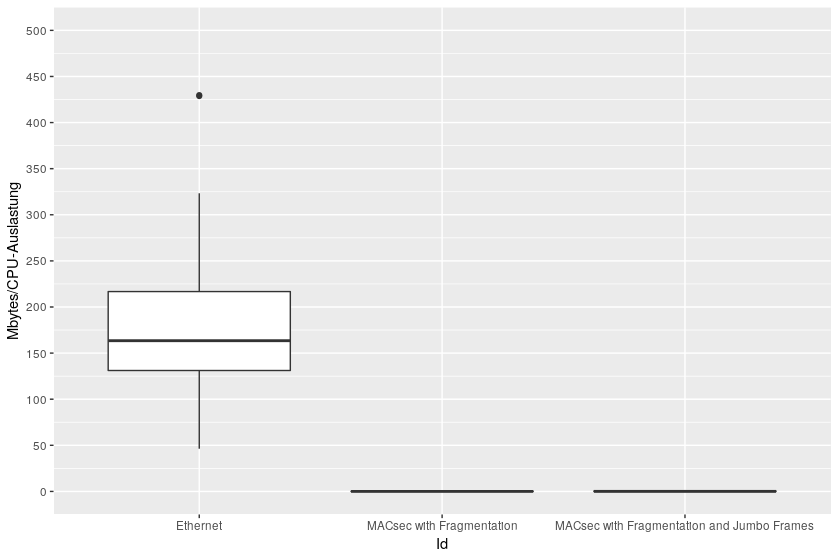 500
450
400
350
300
250
200
150
100
50
0
Mbytes/CPU-Auslastung
Ethernet
MACsec with Fragmentation
MACsec with Fragmentation and Jumbo Frames
Id